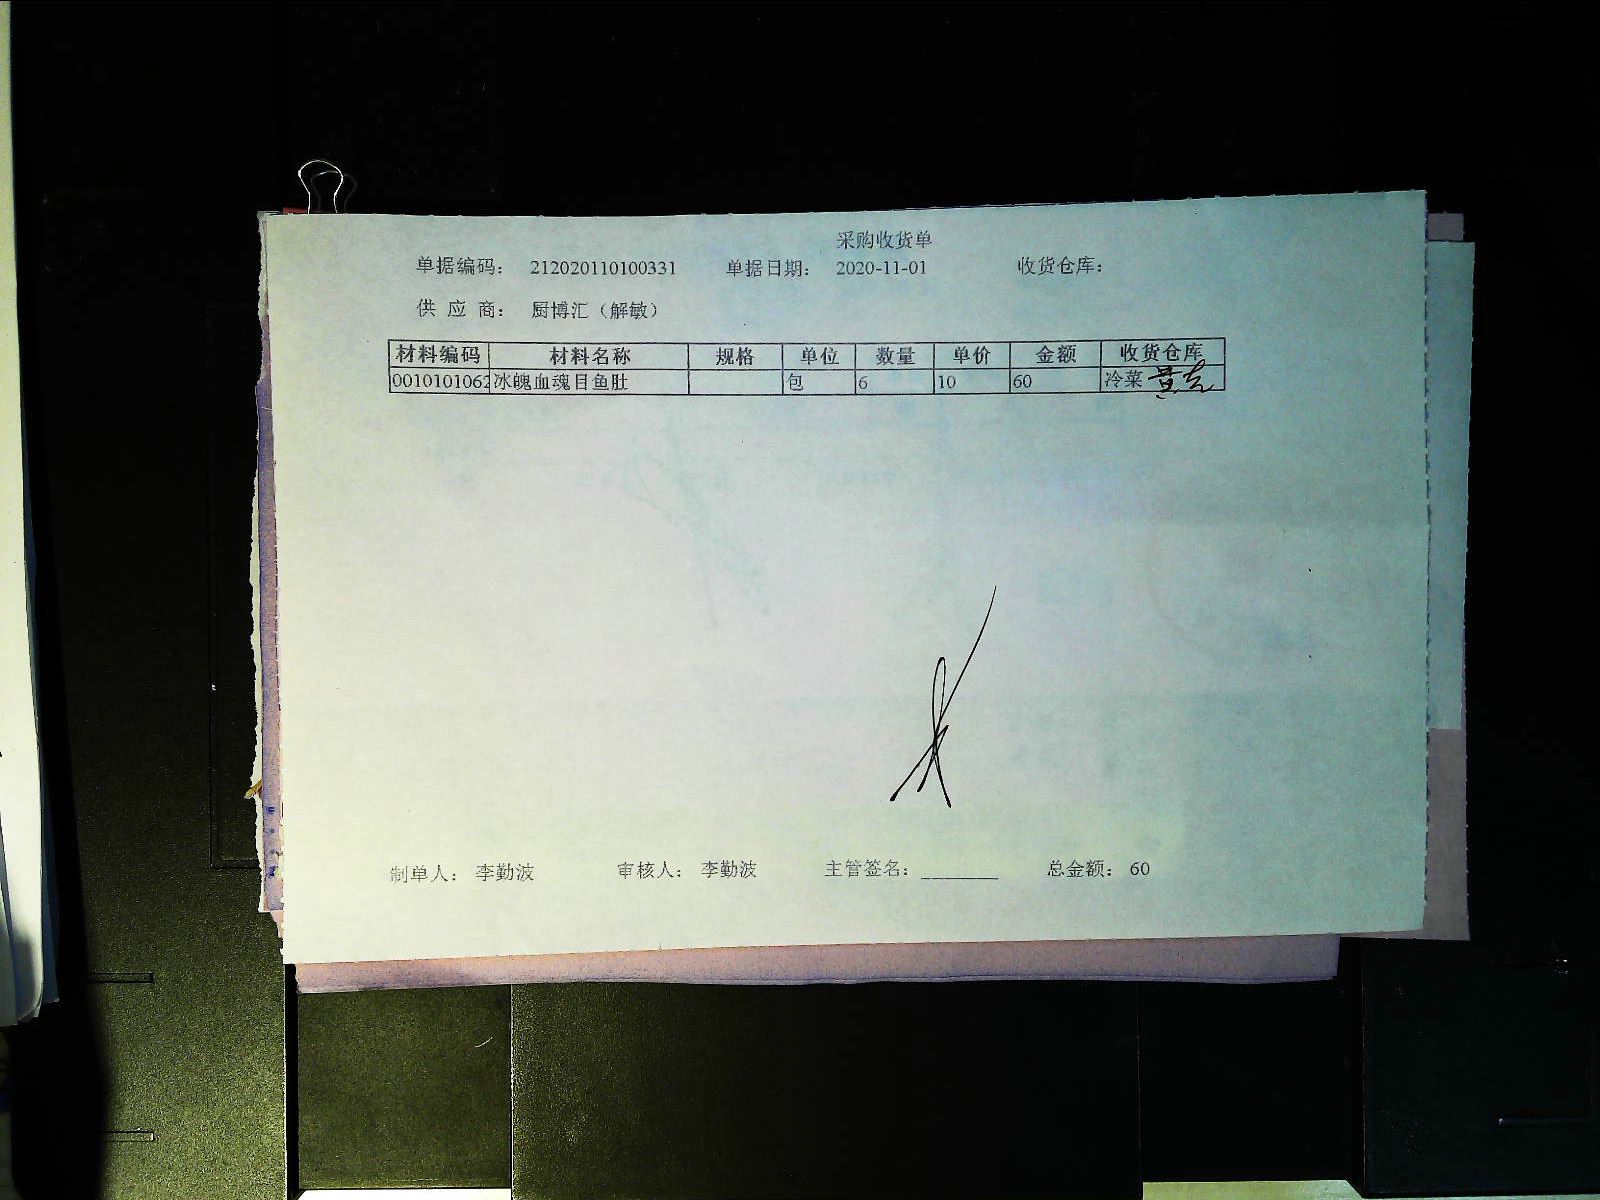 采购收货单
单据编码： 212020110100331 单据日期： 2020-11-01 收货仓库：
供 应 商： 厨博汇（解敏）
材料编码 材料名称 规格 单位 数量 单价 金额 收货仓库
0010101062 冰魄血魂目鱼肚 包 6 10 60 冷菜
制单人： 李勤波 审核人： 李勤波 主管签名：________ 总金额： 60